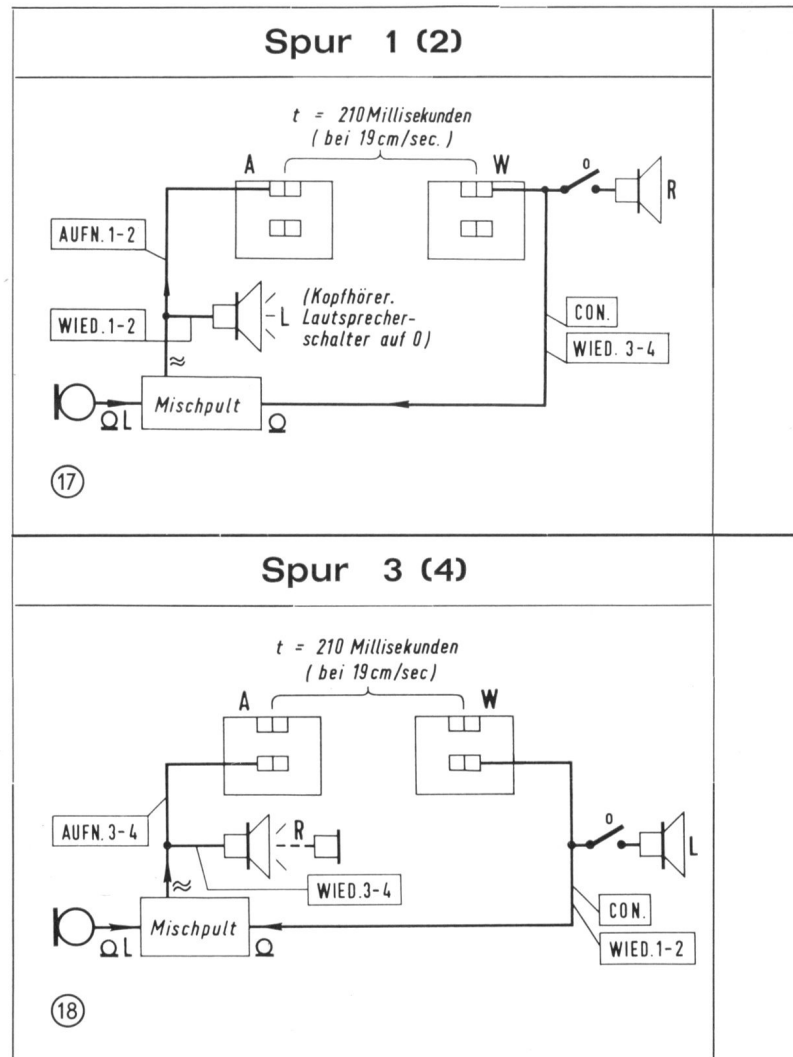 Spur 1 (2)
t = 210 Millisekunden
( bei 19 cm/sec. )
A
W
o
R
AUFN. 1-2
WIED. 1-2
L
(Kopfhörer.
Lautsprecher-
schalter auf 0)
CON.
WIED. 3-4
≈
L
Mischpult
17
Spur 3 (4)
t = 210 Millisekunden
( bei 19 cm/sec)
A
W
AUFN. 3-4
R
o
L
WIED. 3-4
≈
CON.
WIED. 1-2
L
Mischpult
18